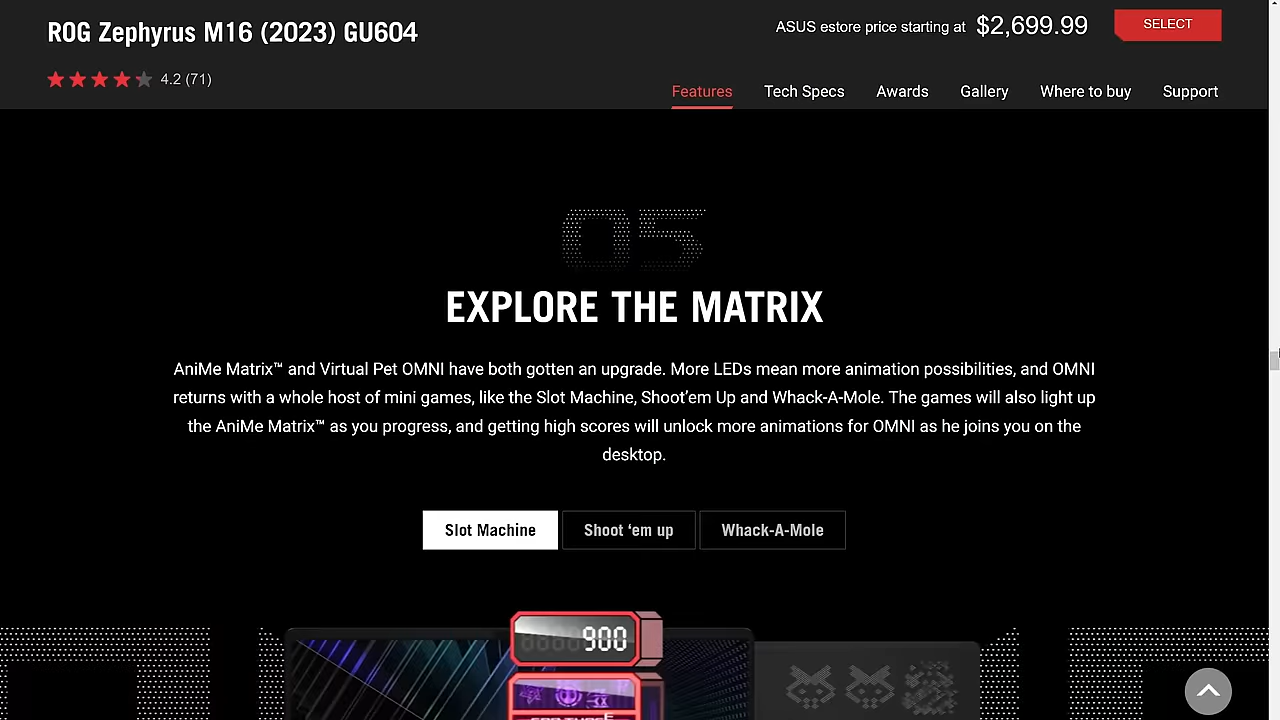 ROG Zephyrus M16 (2023) GU604
ASUS estore price starting at $2,699.99
SELECT
4.2 (71)
Features Tech Specs Awards Gallery Where to buy Support
05
EXPLORE THE MATRIX
AniMe Matrix™ and Virtual Pet OMNI have both gotten an upgrade. More LEDs mean more animation possibilities, and OMNI
returns with a whole host of mini games, like the Slot Machine, Shoot'em Up and Whack-A-Mole. The games will also light up
the AniMe Matrix™ as you progress, and getting high scores will unlock more animations for OMNI as he joins you on the
desktop.
Slot Machine Shoot ‘em up Whack-A-Mole
900